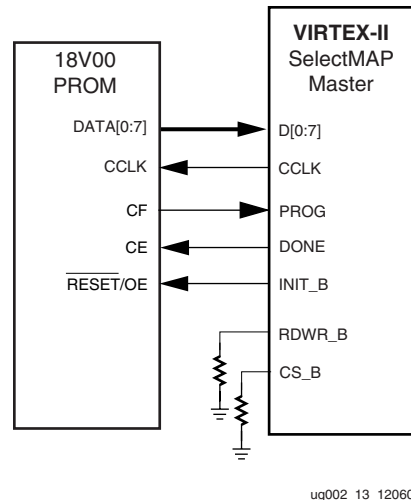 18V00
PROM
DATA[0:7]
CCLK
CF
CE
RESET/OE
VIRTEX-II
SelectMAP
Master
D[0:7]
CCLK
PROG
DONE
INIT_B
RDWR_B
CS_B
ug002_13_12060